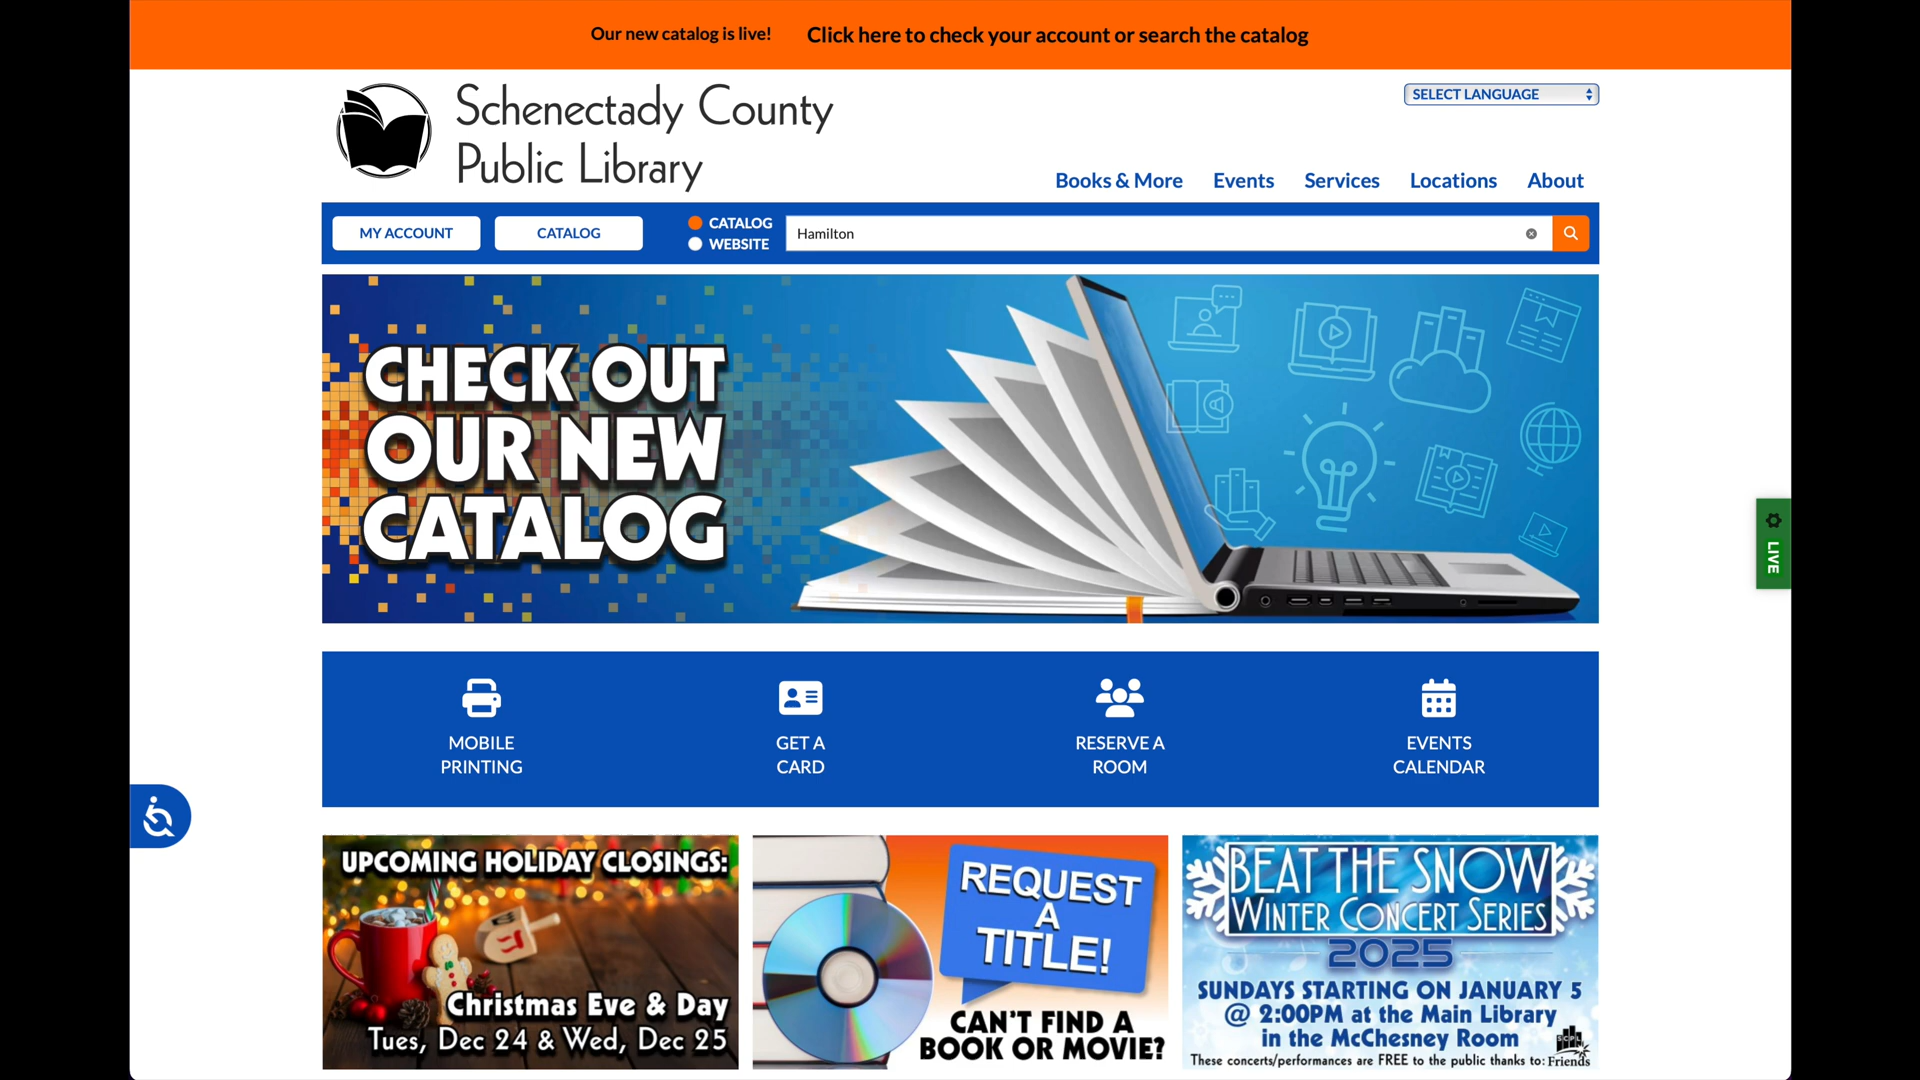 Our new catalog is live! Click here to check your account or search the catalog
Schenectady County
Public Library
SELECT LANGUAGE
Books & More Events Services Locations About
MY ACCOUNT
CATALOG
CATALOG
WEBSITE
Hamilton
CHECK OUT
OUR NEW
CATALOG
LIVE
MOBILE
PRINTING
GET A
CARD
RESERVE A
ROOM
EVENTS
CALENDAR
UPCOMING HOLIDAY CLOSINGS:
Christmas Eve & Day
Tues, Dec 24 & Wed, Dec 25
REQUEST
A
TITLE!
CAN'T FIND A
BOOK OR MOVIE?
BEAT THE SNOW
WINTER CONCERT SERIES
2025
SUNDAYS STARTING ON JANUARY 5
@ 2:00PM at the Main Library
in the McChesney Room
These concerts/performances are FREE to the public thanks to:
SCPL
Friends